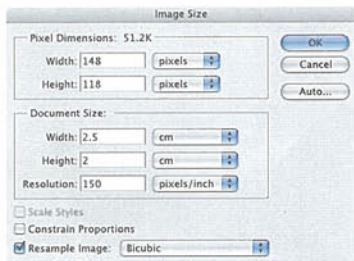 Image Size
Pixel Dimensions: 51.2K
Width: 148 pixels
Height: 118 pixels
OK
Cancel
Auto...
Document Size:
Width: 2.5 cm
Height: 2 cm
Resolution: 150 pixels/inch
Scale Styles
Constrain Proportions
Resample Image: Bicubic